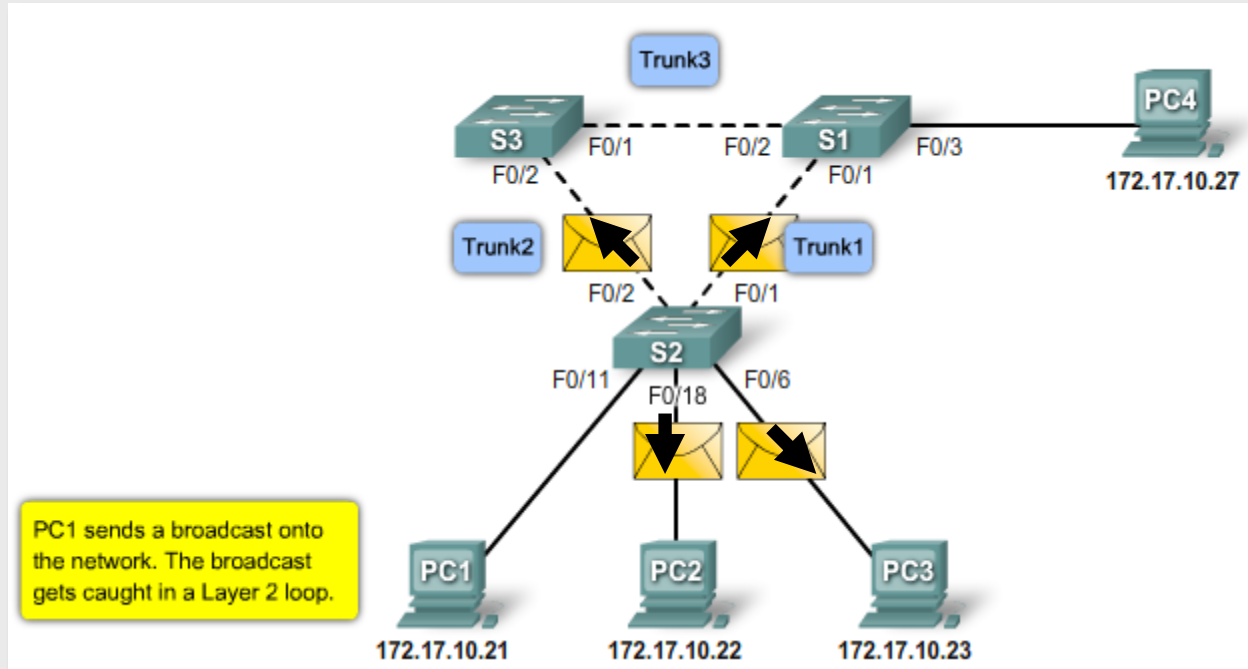 Trunk3
PC4
S3
S1
F0/1
F0/2
F0/3
F0/2
F0/1
172.17.10.27
Trunk2
Trunk1
F0/2
F0/1
S2
F0/11
F0/6
F0/18
PC1 sends a broadcast onto
the network. The broadcast
gets caught in a Layer 2 loop.
PC1
PC2
PC3
172.17.10.21
172.17.10.22
172.17.10.23